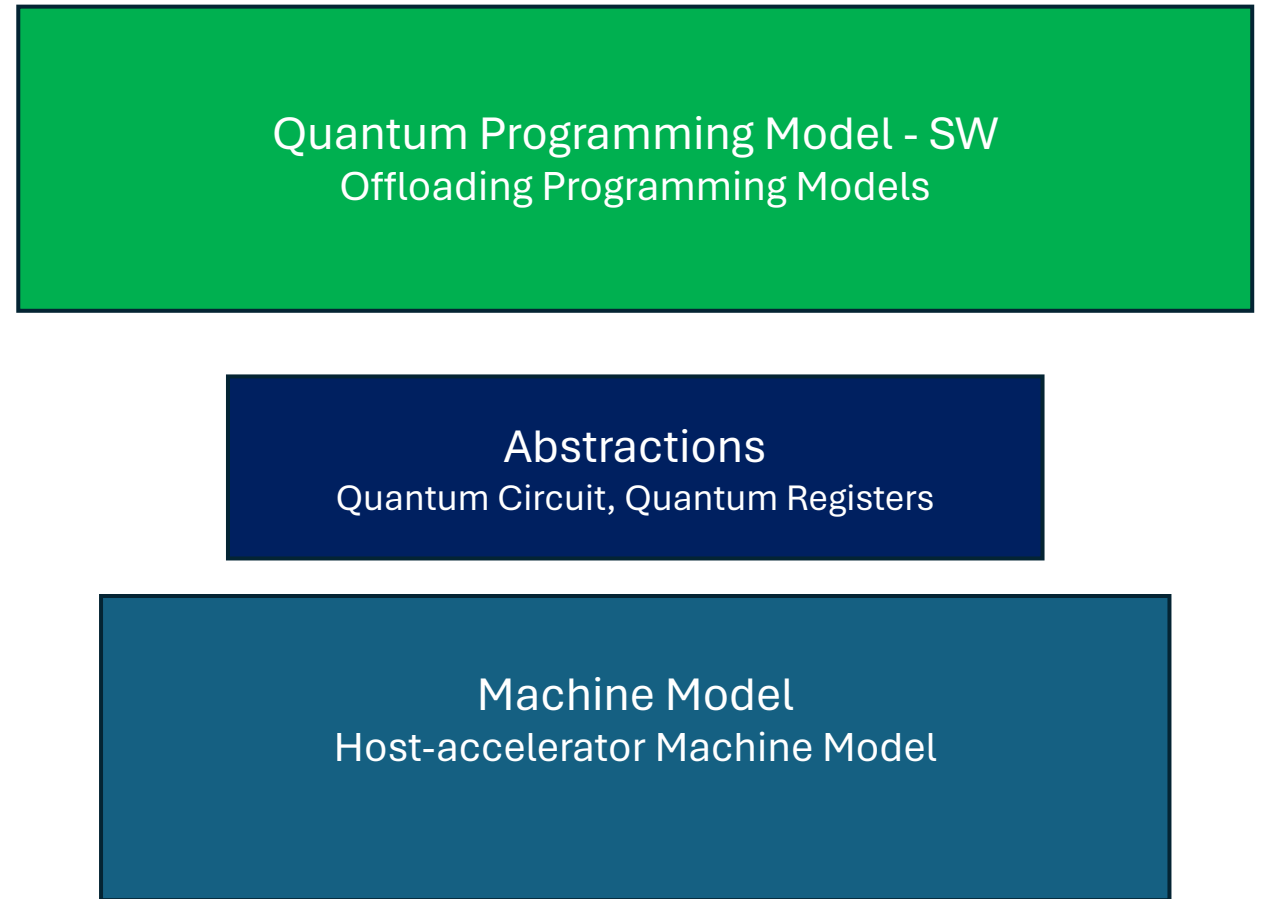 Quantum Programming Model - SW
Offloading Programming Models
Abstractions
Quantum Circuit, Quantum Registers
Machine Model
Host-accelerator Machine Model